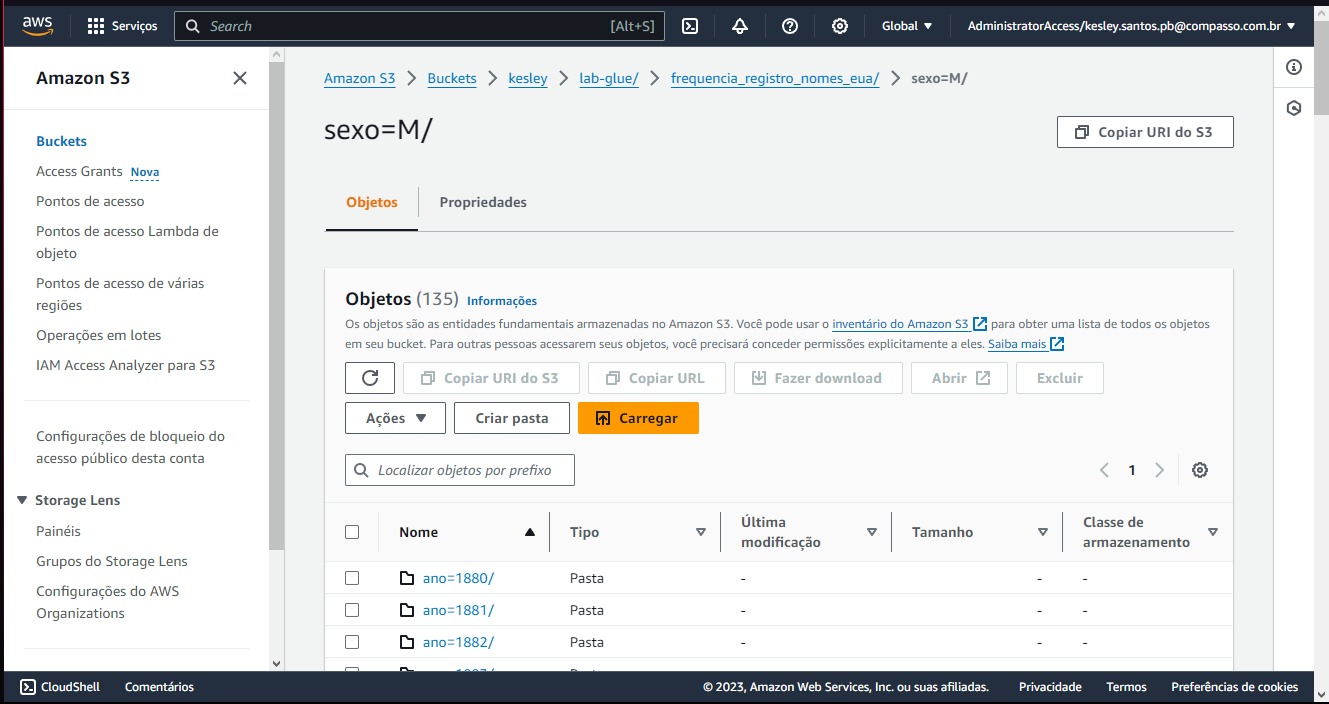 aws
Serviços
Search
[Alt+S]
Global
AdministratorAccess/kesley.santos.pb@compasso.com.br
Amazon S3
Buckets
Access Grants Nova
Pontos de acesso
Pontos de acesso Lambda de
objeto
Pontos de acesso de várias
regiões
Operações em lotes
IAM Access Analyzer para S3
Configurações de bloqueio do
acesso público desta conta
Storage Lens
Painéis
Grupos do Storage Lens
Configurações do AWS
Organizations
Amazon S3 > Buckets > kesley > lab-glue/ > frequencia_registro_nomes_eua/ > sexo=M/
sexo=M/
Copiar URI do S3
Objetos
Propriedades
Objetos (135) Informações
Os objetos são as entidades fundamentais armazenadas no Amazon S3. Você pode usar o inventário do Amazon S3 para obter uma lista de todos os objetos
em seu bucket. Para outras pessoas acessarem seus objetos, você precisará conceder permissões explicitamente a eles. Saiba mais
Copiar URI do S3
Copiar URL
Fazer download
Abrir
Excluir
Ações
Criar pasta
Carregar
Localizar objetos por prefixo
1
Nome
Tipo
Última
modificação
Tamanho
Classe de
armazenamento
ano=1880/ Pasta - - -
ano=1881/ Pasta - - -
ano=1882/ Pasta - - -
CloudShell
Comentários
© 2023, Amazon Web Services, Inc. ou suas afiliadas.
Privacidade
Termos
Preferências de cookies